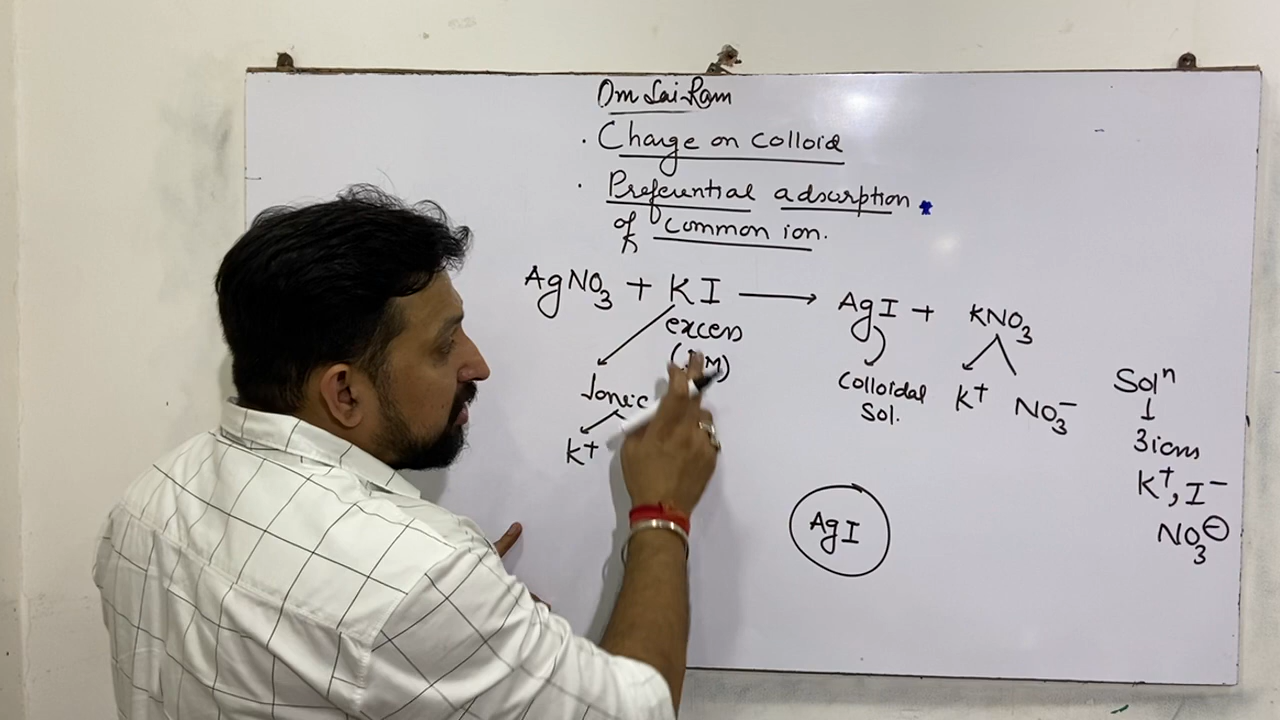 Om Sai Ram
· Charge on Colloid
· Preferential adsorption
of Common ion.
AgNO3 + KI ⟶ AgI + KNO3
excess
Ionic
K+
Colloidal
Sol.
K+ NO3-
AgI
Solⁿ
↓
3 ions
K+, I-
NO3⊖